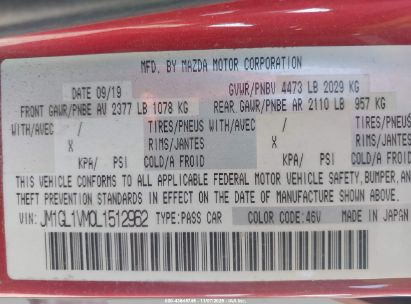 MFD. BY MAZDA MOTOR CORPORATION
DATE 09/19 GVWR/PNBV 4473 LB 2029 KG
FRONT GAWR/PNBE AV 2377 LB 1078 KG REAR GAWR/PNBE AR 2110 LB 957 KG
WITH/AVEC / TIRES/PNEUS WITH/AVEC / TIRES/PNEUS
X RIMS/JANTES X RIMS/JANTES
KPA/ PSI COLD/A FROID KPA/ PSI COLD/A FROID
THIS VEHICLE CONFORMS TO ALL APPLICABLE FEDERAL MOTOR VEHICLE SAFETY, BUMPER, AN
THEFT PREVENTION STANDARDS IN EFFECT ON THE DATE OF MANUFACTURE SHOWN ABOVE.
VIN: JM1GL1VM0L1512962 TYPE: PASS CAR COLOR CODE: 46V MADE IN JAPAN